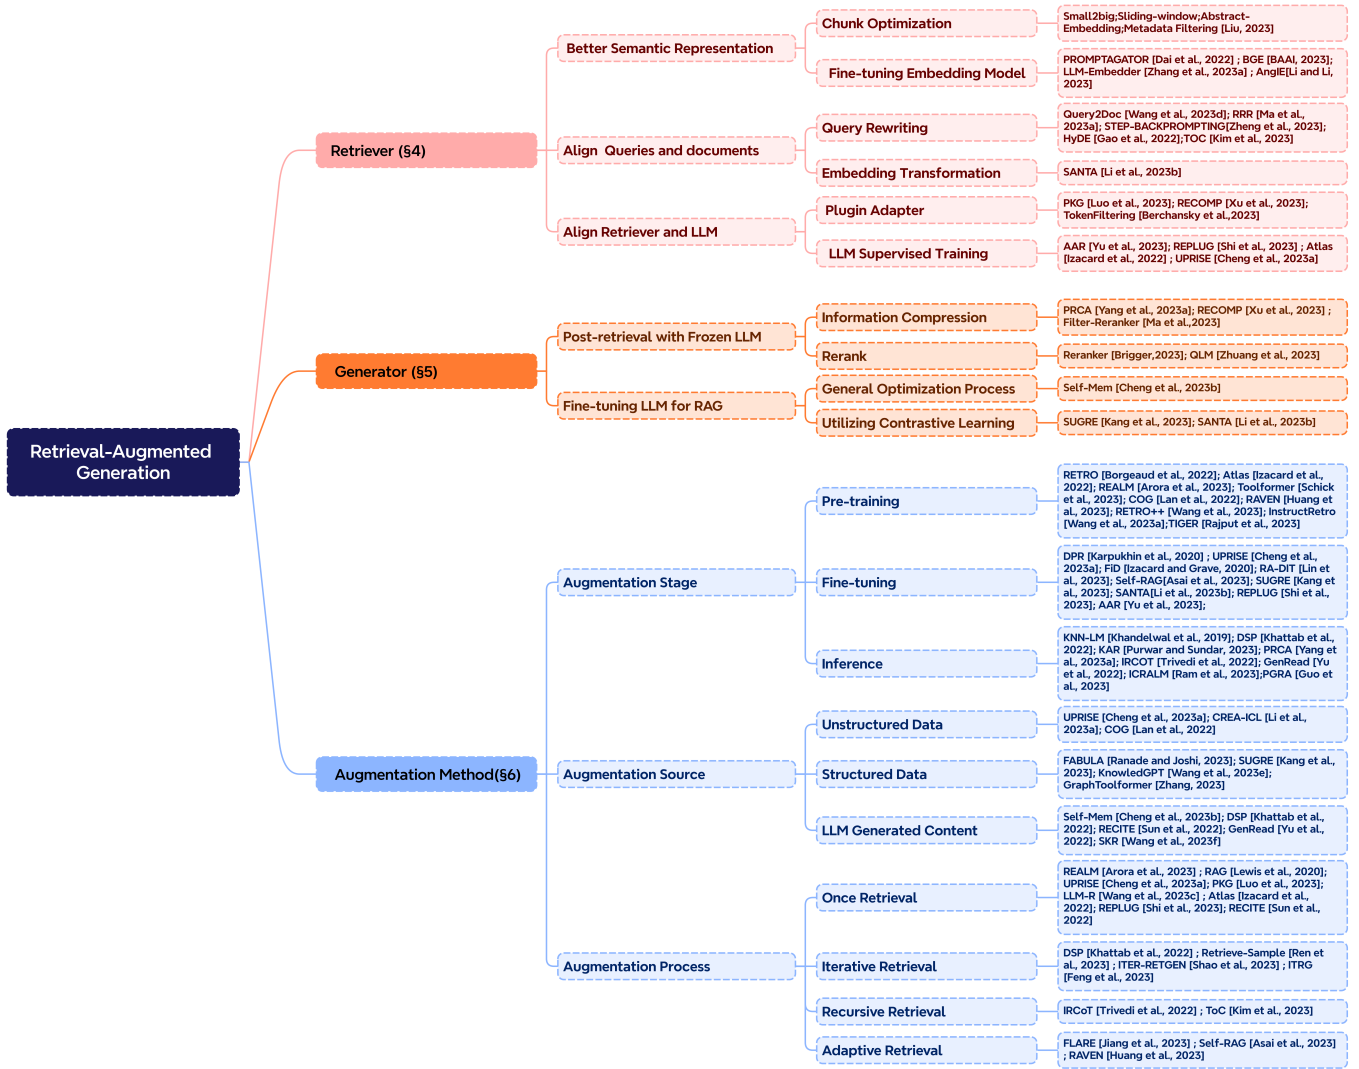 Retrieval-Augmented
Generation
Retriever (§4)
Better Semantic Representation
Chunk Optimization
Small2big;Sliding-window;Abstract-
Embedding;Metadata Filtering [Liu, 2023]
Fine-tuning Embedding Model
PROMPTAGATOR [Dai et al., 2022] ; BGE [BAAI, 2023];
LLM-Embedder [Zhang et al., 2023a] ; AngIE[Li and Li,
2023]
Align Queries and documents
Query Rewriting
Query2Doc [Wang et al., 2023d]; RRR [Ma et al.,
2023a]; STEP-BACKPROMPTING[Zheng et al., 2023];
HyDE [Gao et al., 2022];TOC [Kim et al., 2023]
Embedding Transformation
SANTA [Li et al., 2023b]
Align Retriever and LLM
Plugin Adapter
PKG [Luo et al., 2023]; RECOMP [Xu et al., 2023];
TokenFiltering [Berchansky et al.,2023]
LLM Supervised Training
AAR [Yu et al., 2023]; REPLUG [Shi et al., 2023] ; Atlas
[Izacard et al., 2022] ; UPRISE [Cheng et al., 2023a]
Generator (§5)
Post-retrieval with Frozen LLM
Information Compression
PRCA [Yang et al., 2023a]; RECOMP [Xu et al., 2023] ;
Filter-Reranker [Ma et al.,2023]
Rerank
Reranker [Brigger,2023]; QLM [Zhuang et al., 2023]
Fine-tuning LLM for RAG
General Optimization Process
Self-Mem [Cheng et al., 2023b]
Utilizing Contrastive Learning
SUGRE [Kang et al., 2023]; SANTA [Li et al., 2023b]
Augmentation Method(§6)
Augmentation Stage
Pre-training
RETRO [Borgeaud et al., 2022]; Atlas [Izacard et al.,
2022]; REALM [Arora et al., 2023]; Toolformer [Schick
et al., 2023]; COG [Lan et al., 2022]; RAVEN [Huang et
al., 2023]; RETRO++ [Wang et al., 2023]; InstructRetro
[Wang et al., 2023a];TIGER [Rajput et al., 2023]
Fine-tuning
DPR [Karpukhin et al., 2020] ; UPRISE [Cheng et al.,
2023a]; FiD [Izacard and Grave, 2020]; RA-DIT [Lin et
al., 2023]; Self-RAG[Asai et al., 2023]; SUGRE [Kang et
al., 2023]; SANTA[Li et al., 2023b]; REPLUG [Shi et al.,
2023]; AAR [Yu et al., 2023];
Inference
KNN-LM [Khandelwal et al., 2019]; DSP [Khattab et al.,
2022]; KAR [Purwar and Sundar, 2023]; PRCA [Yang et
al., 2023a]; IRCOT [Trivedi et al., 2022]; GenRead [Yu
et al., 2022]; ICRALM [Ram et al., 2023];PGRA [Guo et
al., 2023]
Augmentation Source
Unstructured Data
UPRISE [Cheng et al., 2023a]; CREA-ICL [Li et al.,
2023a]; COG [Lan et al., 2022]
Structured Data
FABULA [Ranade and Joshi, 2023]; SUGRE [Kang et al.,
2023]; KnowledGPT [Wang et al., 2023e];
GraphToolformer [Zhang, 2023]
LLM Generated Content
Self-Mem [Cheng et al., 2023b]; DSP [Khattab et al.,
2022]; RECITE [Sun et al., 2022]; GenRead [Yu et al.,
2022]; SKR [Wang et al., 2023f]
Augmentation Process
Once Retrieval
REALM [Arora et al., 2023] ; RAG [Lewis et al., 2020];
UPRISE [Cheng et al., 2023a]; PKG [Luo et al., 2023];
LLM-R [Wang et al., 2023c] ; Atlas [Izacard et al.,
2022]; REPLUG [Shi et al., 2023]; RECITE [Sun et al.,
2022]
Iterative Retrieval
DSP [Khattab et al., 2022] ; Retrieve-Sample [Ren et
al., 2023] ; ITER-RETGEN [Shao et al., 2023] ; ITRG
[Feng et al., 2023]
Recursive Retrieval
IRCoT [Trivedi et al., 2022] ; ToC [Kim et al., 2023]
Adaptive Retrieval
FLARE [Jiang et al., 2023] ; Self-RAG [Asai et al., 2023]
; RAVEN [Huang et al., 2023]